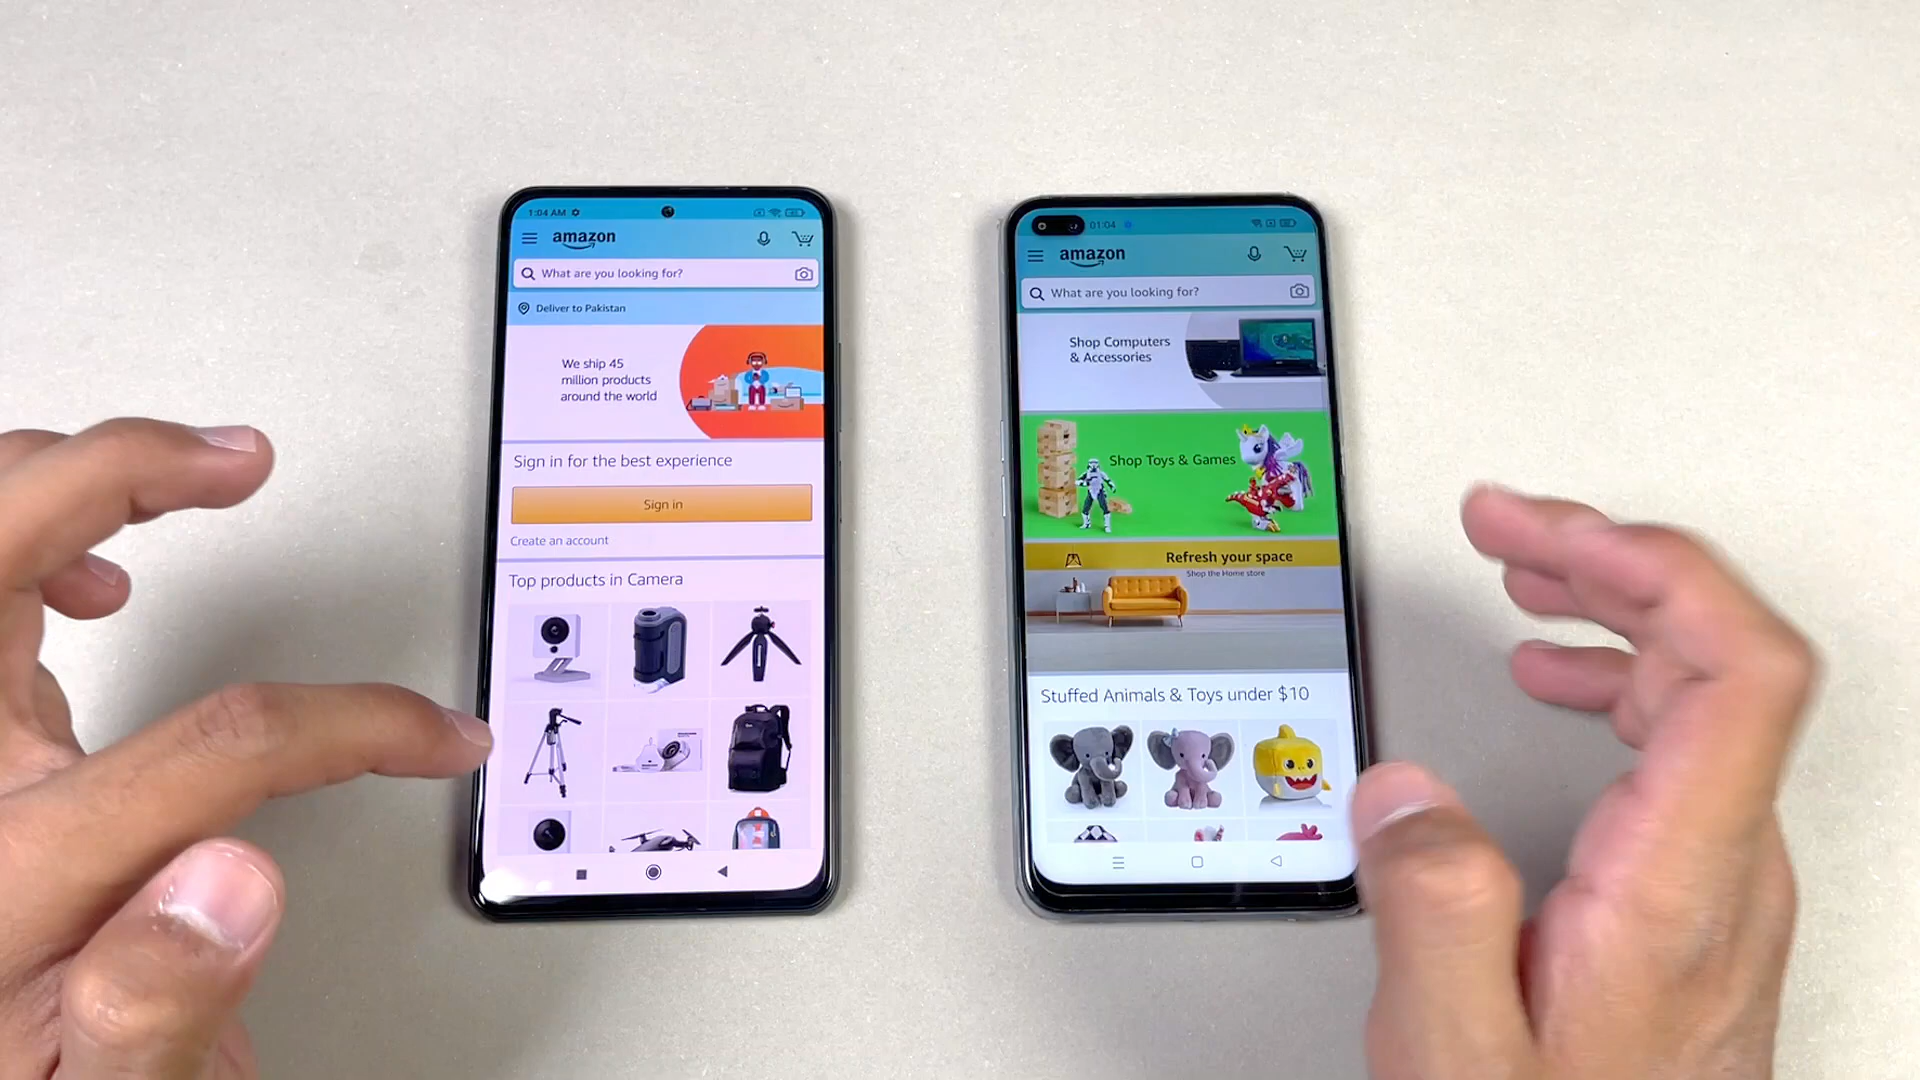 1:04 AM
amazon
What are you looking for?
Deliver to Pakistan
We ship 45
million products
around the world
Sign in for the best experience
Sign in
Create an account
Top products in Camera
01:04
amazon
What are you looking for?
Shop Computers
& Accessories
Shop Toys & Games
Refresh your space
Shop the Home store
Stuffed Animals & Toys under $10